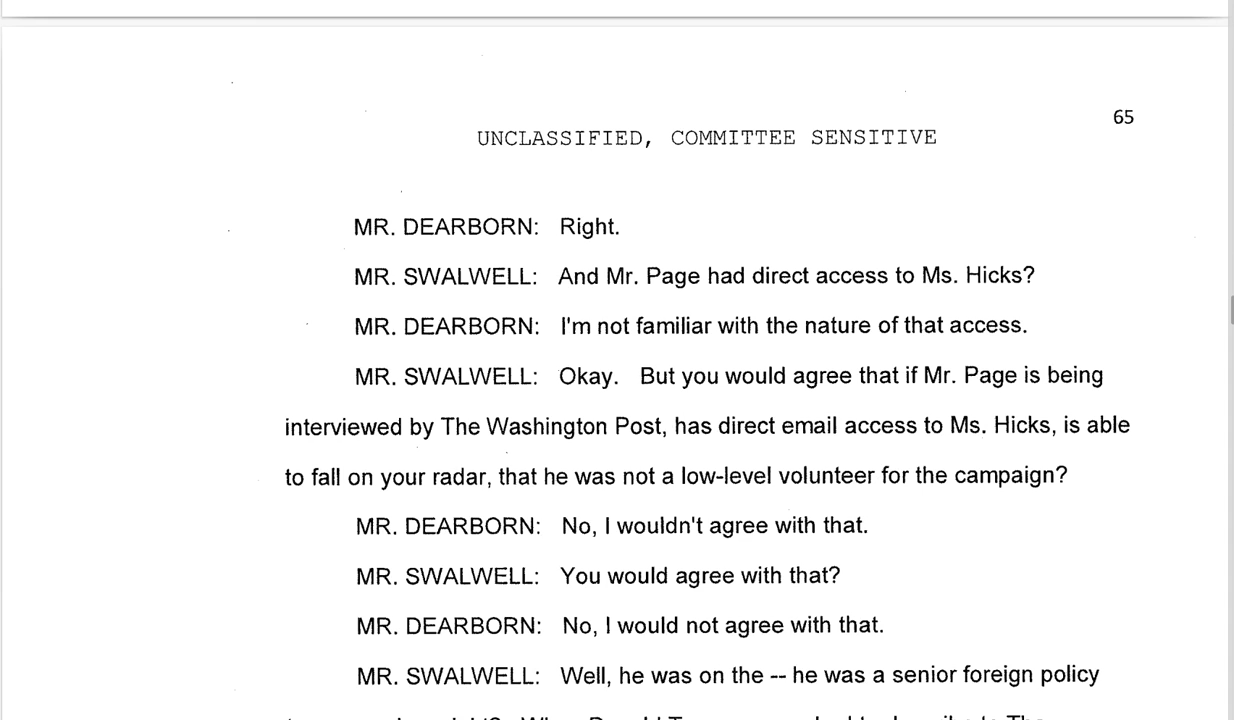 65
UNCLASSIFIED, COMMITTEE SENSITIVE
MR. DEARBORN: Right.
MR. SWALWELL: And Mr. Page had direct access to Ms. Hicks?
MR. DEARBORN: I'm not familiar with the nature of that access.
MR. SWALWELL: Okay. But you would agree that if Mr. Page is being
interviewed by The Washington Post, has direct email access to Ms. Hicks, is able
to fall on your radar, that he was not a low-level volunteer for the campaign?
MR. DEARBORN: No, I wouldn't agree with that.
MR. SWALWELL: You would agree with that?
MR. DEARBORN: No, I would not agree with that.
MR. SWALWELL: Well, he was on the -- he was a senior foreign policy